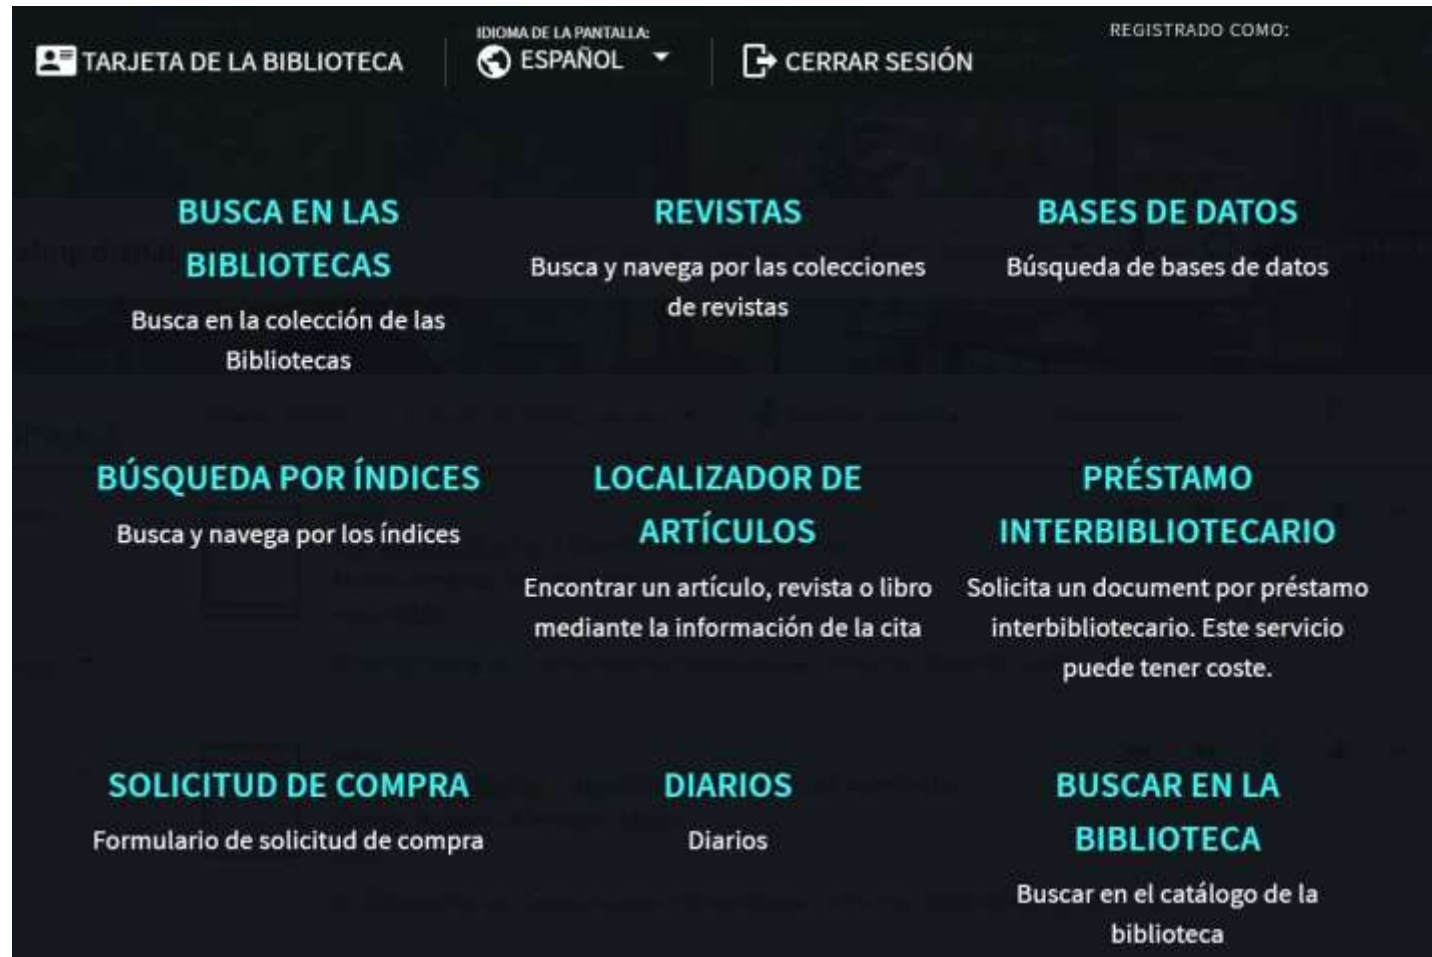 TARJETA DE LA BIBLIOTECA
IDIOMA DE LA PANTALLA:
ESPAÑOL
CERRAR SESIÓN
REGISTRADO COMO:
BUSCA EN LAS
BIBLIOTECAS
Busca en la colección de las
Bibliotecas
REVISTAS
Busca y navega por las colecciones
de revistas
BASES DE DATOS
Búsqueda de bases de datos
BÚSQUEDA POR ÍNDICES
Busca y navega por los índices
LOCALIZADOR DE
ARTÍCULOS
Encontrar un artículo, revista o libro
mediante la información de la cita
PRÉSTAMO
INTERBIBLIOTECARIO
Solicita un document por préstamo
interbibliotecario. Este servicio
puede tener coste.
SOLICITUD DE COMPRA
Formulario de solicitud de compra
DIARIOS
Diarios
BUSCAR EN LA
BIBLIOTECA
Buscar en el catálogo de la
biblioteca